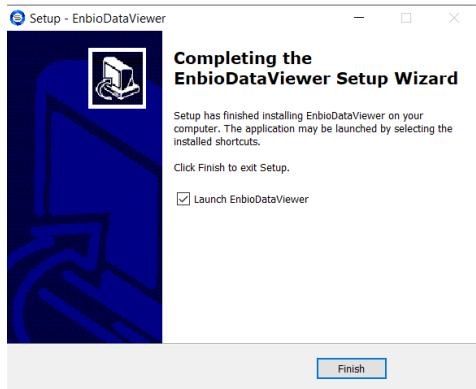 Setup - EnbioDataViewer
Completing the
EnbioDataViewer Setup Wizard
Setup has finished installing EnbioDataViewer on your
computer. The application may be launched by selecting the
installed shortcuts.
Click Finish to exit Setup.
Launch EnbioDataViewer
Finish